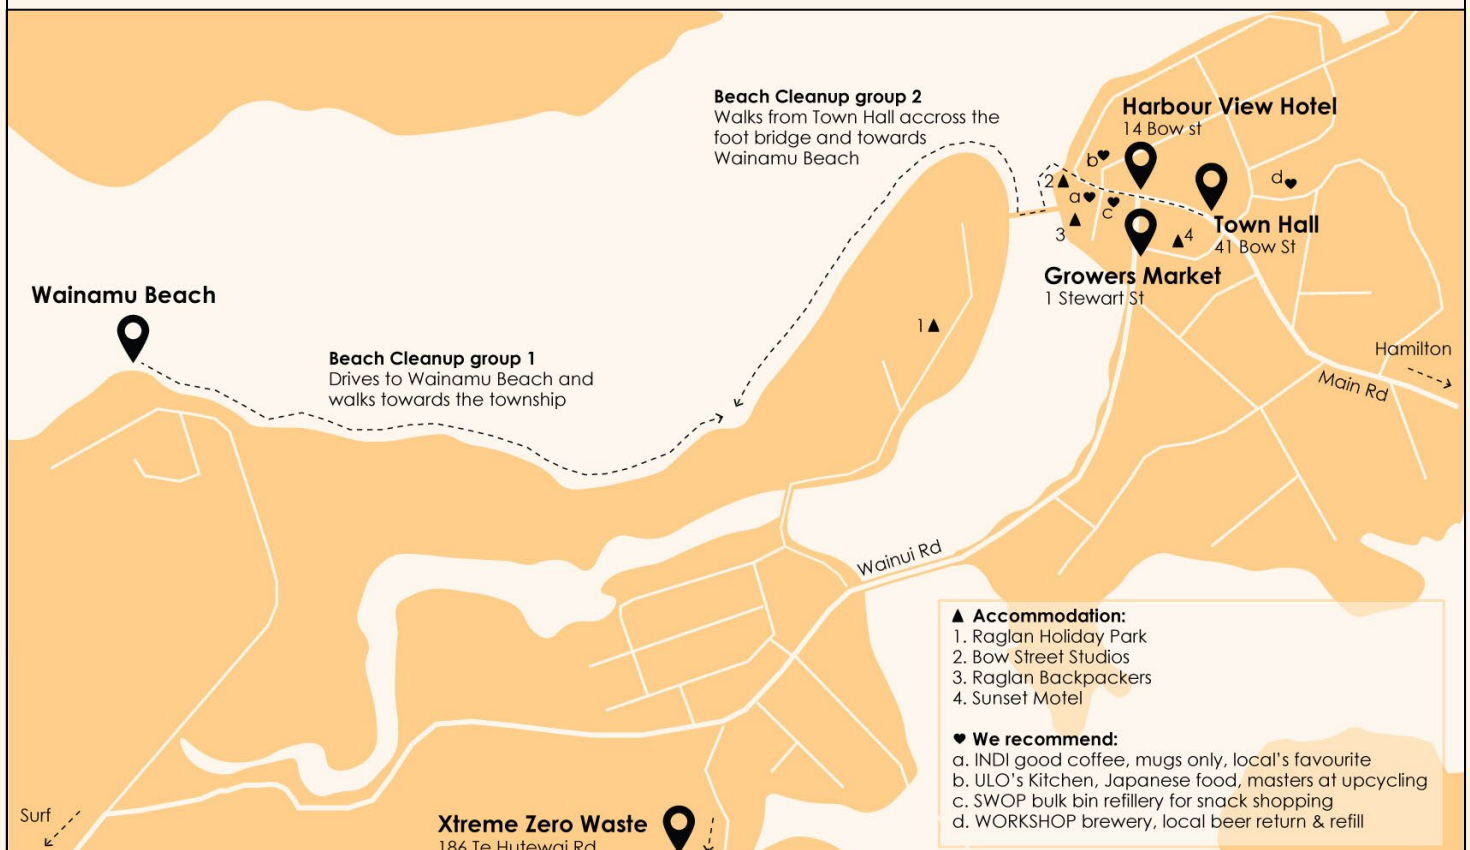 Beach Cleanup group 2
Walks from Town Hall accross the
foot bridge and towards
Wainamu Beach
Harbour View Hotel
14 Bow st
b
d
2
a
c
3
4
Town Hall
41 Bow St
Growers Market
1 Stewart St
Wainamu Beach
1
Beach Cleanup group 1
Drives to Wainamu Beach and
walks towards the township
Hamilton
Main Rd
Wainui Rd
Accommodation:
1. Raglan Holiday Park
2. Bow Street Studios
3. Raglan Backpackers
4. Sunset Motel
We recommend:
a. INDI good coffee, mugs only, local's favourite
b. ULO's Kitchen, Japanese food, masters at upcycling
c. SWOP bulk bin refillery for snack shopping
d. WORKSHOP brewery, local beer return & refill
Surf
Xtreme Zero Waste
186 Te Hutewai Rd